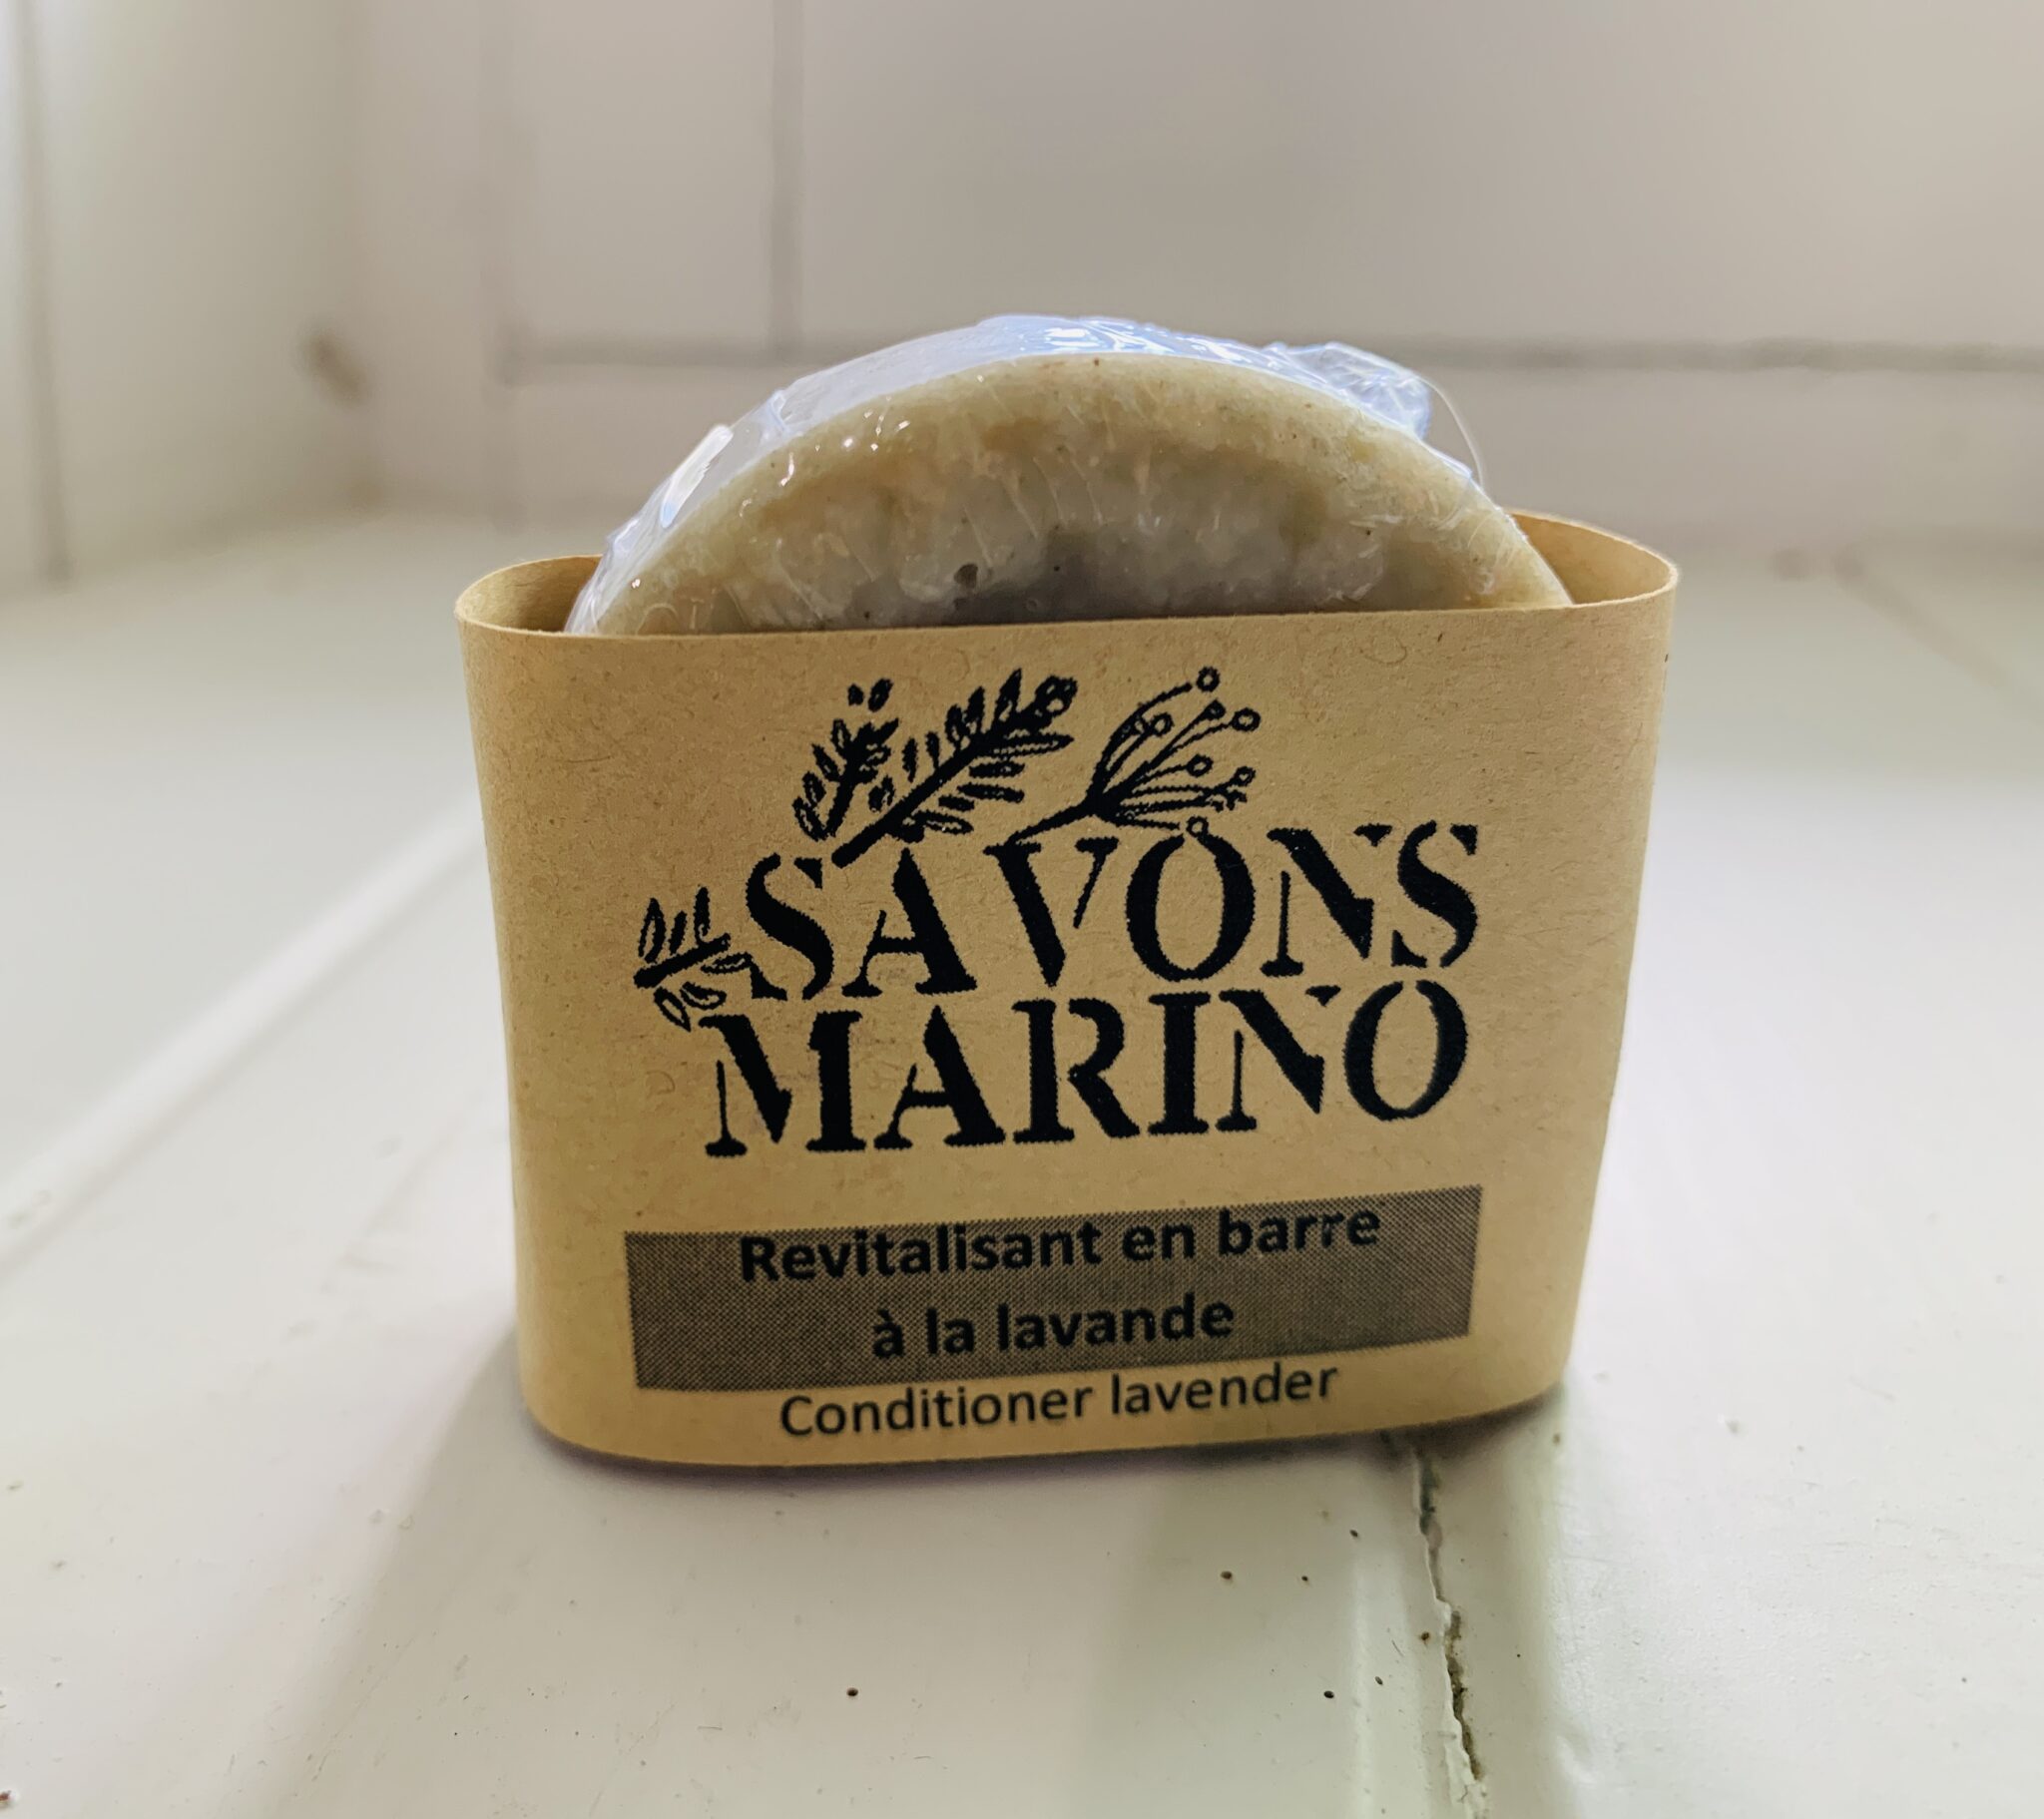 SAVONS
MARINO
Revitalisant en barre
à la lavande
Conditioner lavender